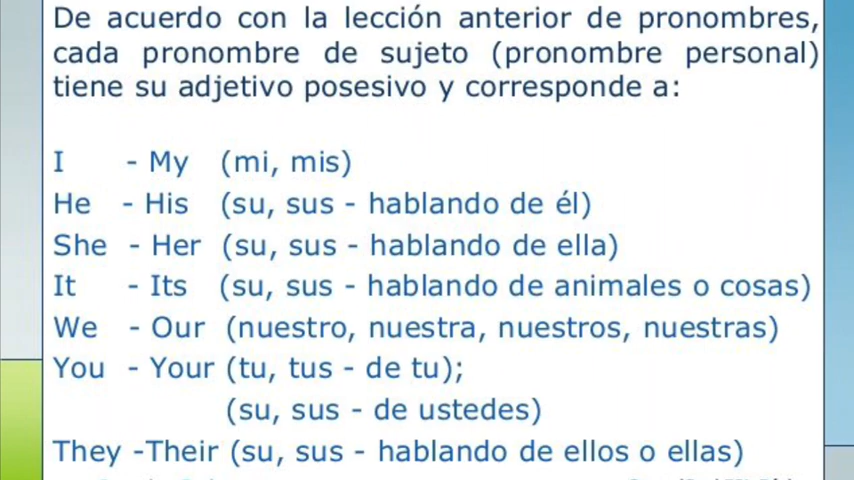 De acuerdo con la lección anterior de pronombres,
cada pronombre de sujeto (pronombre personal)
tiene su adjetivo posesivo y corresponde a:
I - My (mi, mis)
He - His (su, sus - hablando de él)
She - Her (su, sus - hablando de ella)
It - Its (su, sus - hablando de animales o cosas)
We - Our (nuestro, nuestra, nuestros, nuestras)
You - Your (tu, tus - de tu);
(su, sus - de ustedes)
They -Their (su, sus - hablando de ellos o ellas)